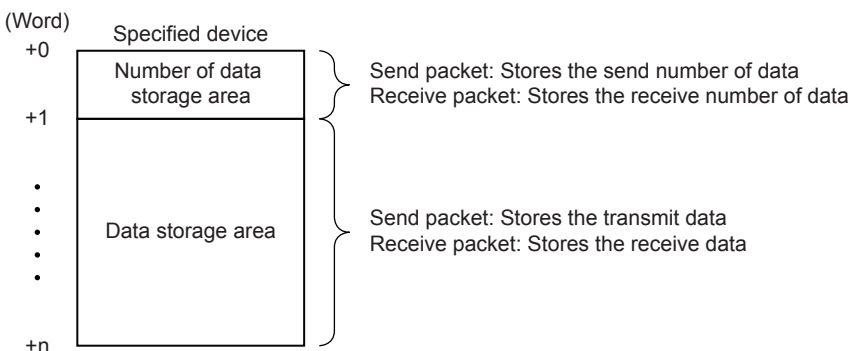 (Word)
Specified device
+0
Number of data
storage area
Send packet: Stores the send number of data
Receive packet: Stores the receive number of data
+1
Data storage area
Send packet: Stores the transmit data
Receive packet: Stores the receive data
+n